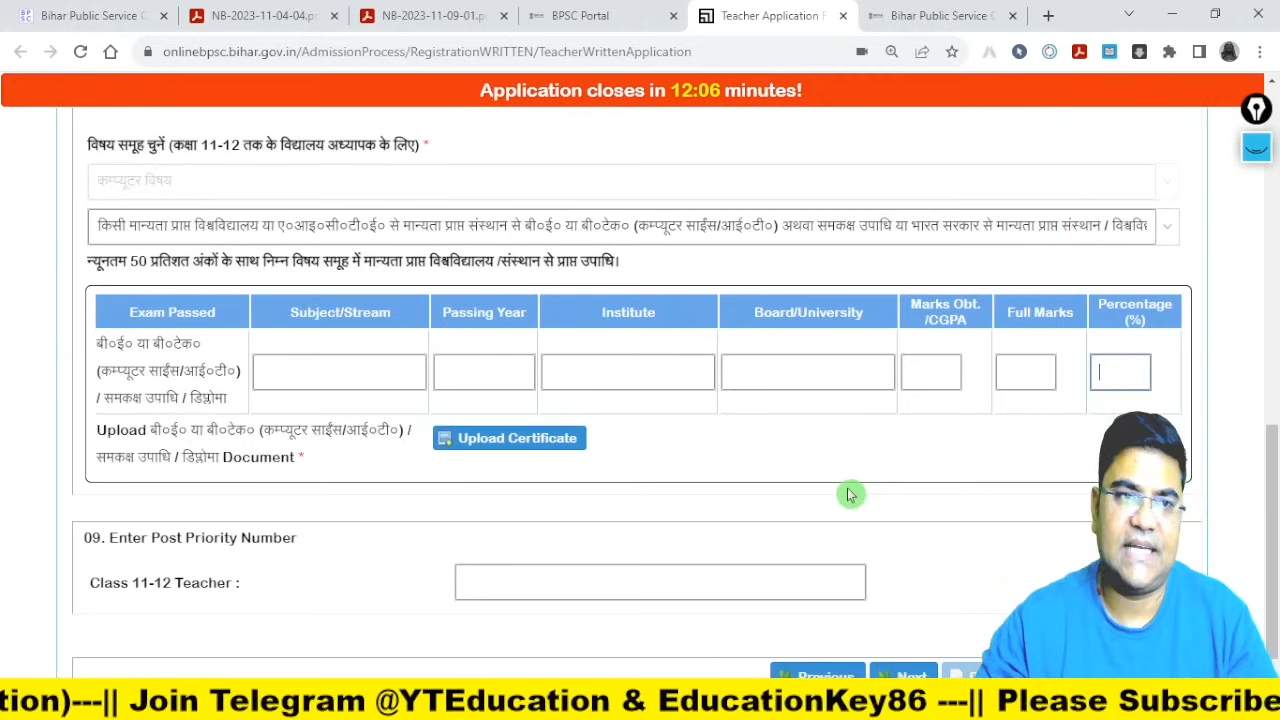 Bihar Public Service C
NB-2023-11-04-04.p
NB-2023-11-09-01.p
BPSC Portal
Teacher Application F
Bihar Public Service C
onlinebpsc.bihar.gov.in/AdmissionProcess/RegistrationWRITTEN/TeacherWrittenApplication
Application closes in 12:06 minutes!
विषय समूह चुनें (कक्षा 11-12 तक के विद्यालय अध्यापक के लिए) *
कम्प्यूटर विषय
किसी मान्यता प्राप्त विश्वविद्यालय या ए०आइ०सी०टी०ई० से मान्यता प्राप्त संस्थान से बी०ई० या बी०टेक० (कम्प्यूटर साईंस/आई०टी०) अथवा समकक्ष उपाधि या भारत सरकार से मान्यता प्राप्त संस्थान / विश्ववि
न्यूनतम 50 प्रतिशत अंकों के साथ निम्न विषय समूह में मान्यता प्राप्त विश्वविद्यालय /संस्थान से प्राप्त उपाधि।
Exam Passed Subject/Stream Passing Year Institute Board/University Marks Obt. /CGPA Full Marks Percentage (%)
बी०ई० या बी०टेक०
(कम्प्यूटर साईंस/आई०टी०)
/ समकक्ष उपाधि / डिप्लोमा
Upload बी०ई० या बी०टेक० (कम्प्यूटर साईंस/आई०टी०) /
समकक्ष उपाधि / डिप्लोमा Document *
Upload Certificate
09. Enter Post Priority Number
Class 11-12 Teacher :
Previous Next
tion)---|| Join Telegram @YTEducation & EducationKey86 ---|| Please Subscribe